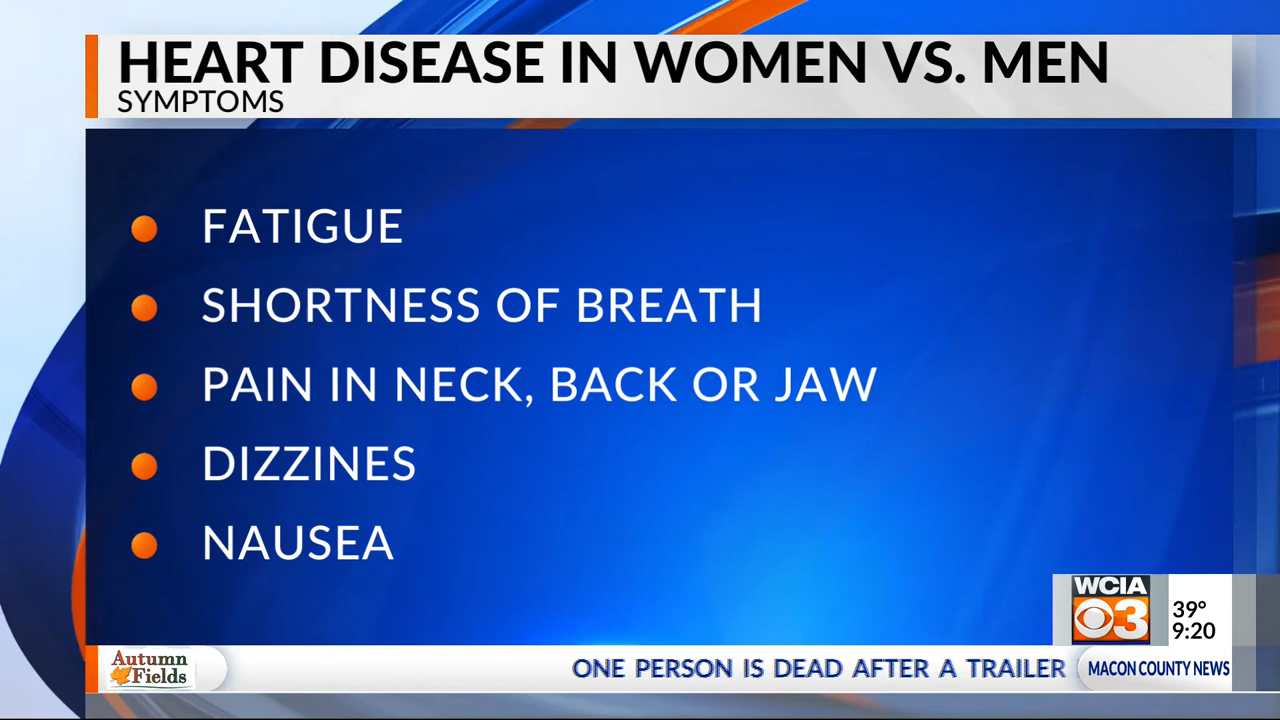 HEART DISEASE IN WOMEN VS. MEN
SYMPTOMS
FATIGUE
SHORTNESS OF BREATH
PAIN IN NECK, BACK OR JAW
DIZZINES
NAUSEA
WCIA
3
39°
9:20
Autumn
Fields
ONE PERSON IS DEAD AFTER A TRAILER
MACON COUNTY NEWS